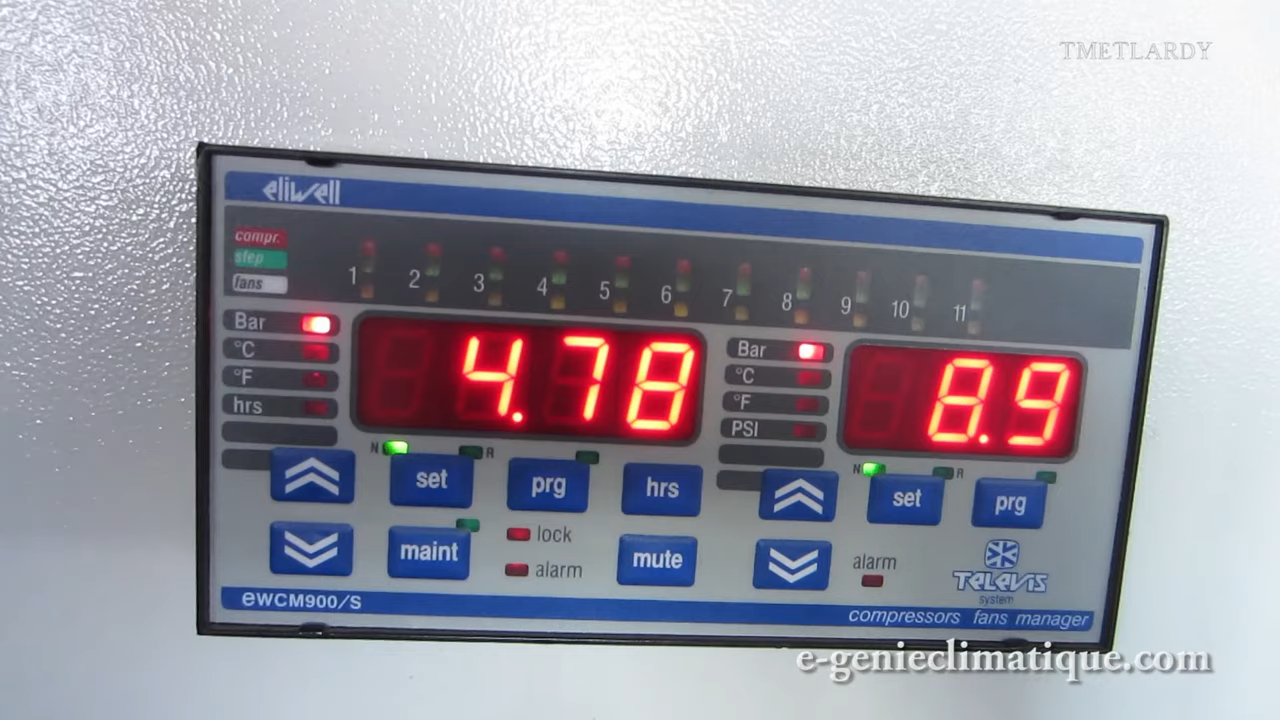 TMETLARDY
eliwell
compr.
step
fans
1 2 3 4 5 6 7 8 9 10 11
Bar
°C
°F
hrs
4.78
Bar
°C
°F
PSI
8.9
N R
set
prg
hrs
N R
set
prg
maint
lock
alarm
mute
alarm
TELEVIS
system
eWCM900/S
compressors fans manager
e-genieclimatique.com